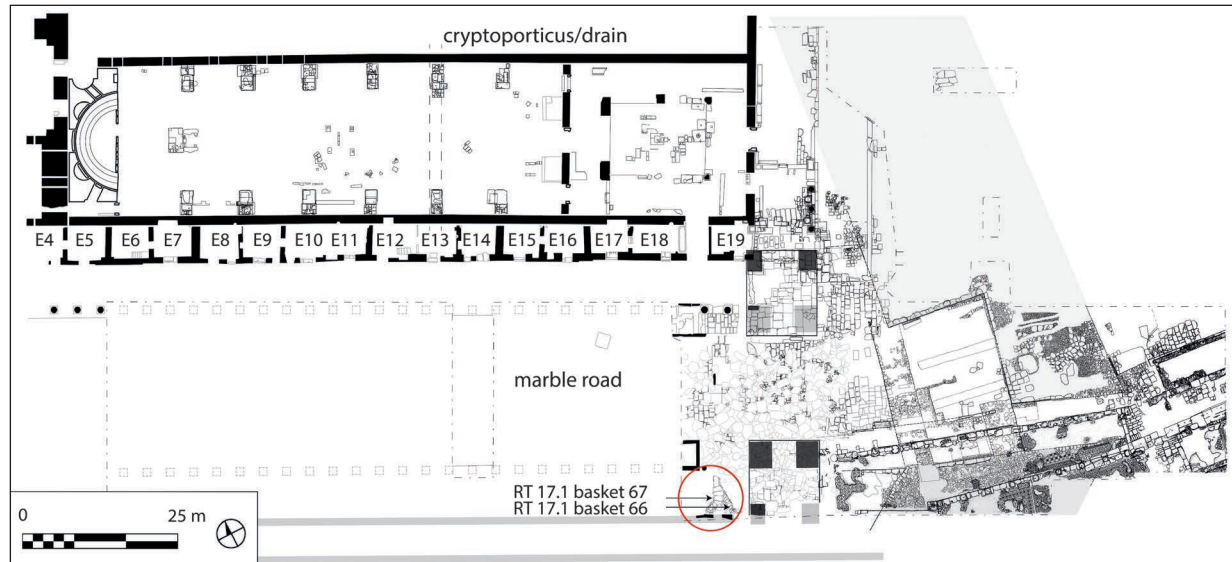 cryptoporticus/drain
E4 E5 E6 E7 E8 E9 E10 E11 E12 E13 E14 E15 E16 E17 E18 E19
marble road
RT 17.1 basket 67
RT 17.1 basket 66
0 25 m